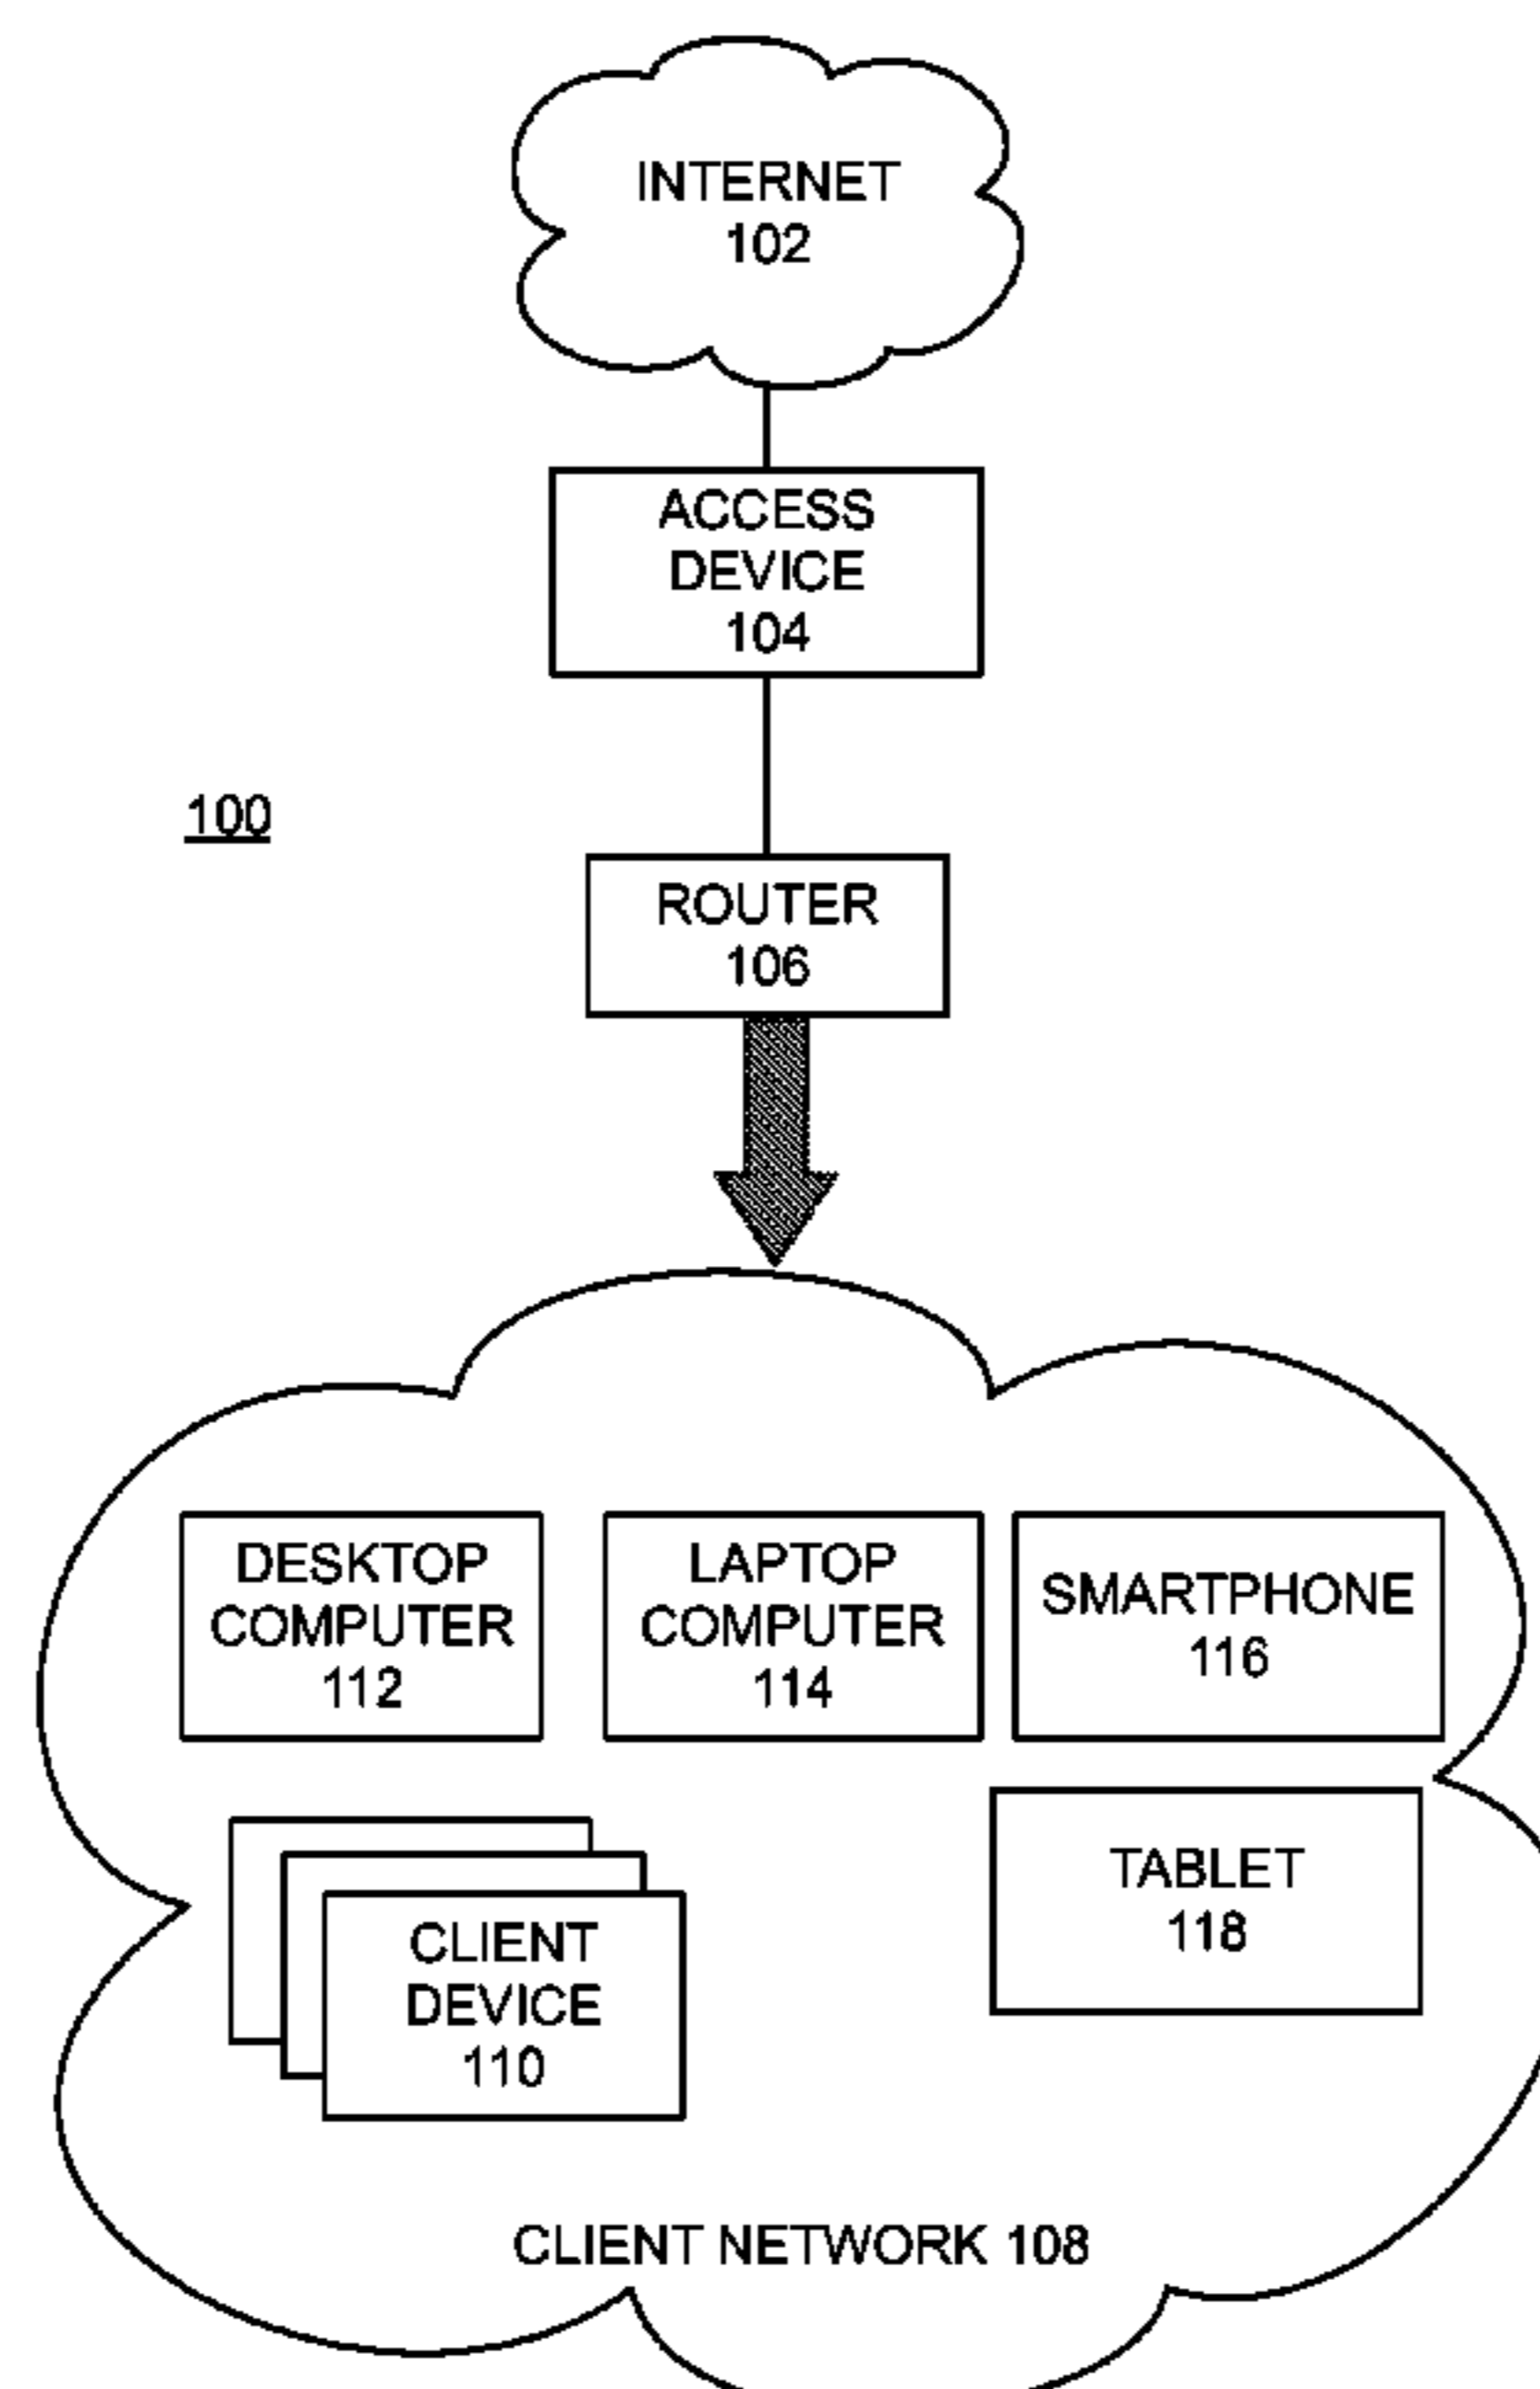 INTERNET
102
ACCESS
DEVICE
104
100
ROUTER
106
DESKTOP
COMPUTER
112
LAPTOP
COMPUTER
114
SMARTPHONE
116
CLIENT
DEVICE
110
TABLET
118
CLIENT NETWORK 108